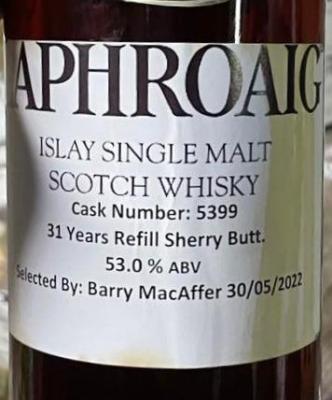 APHROAIG
ISLAY SINGLE MALT
SCOTCH WHISKY
Cask Number: 5399
31 Years Refill Sherry Butt.
53.0 % ABV
Selected By: Barry MacAffer 30/05/2022